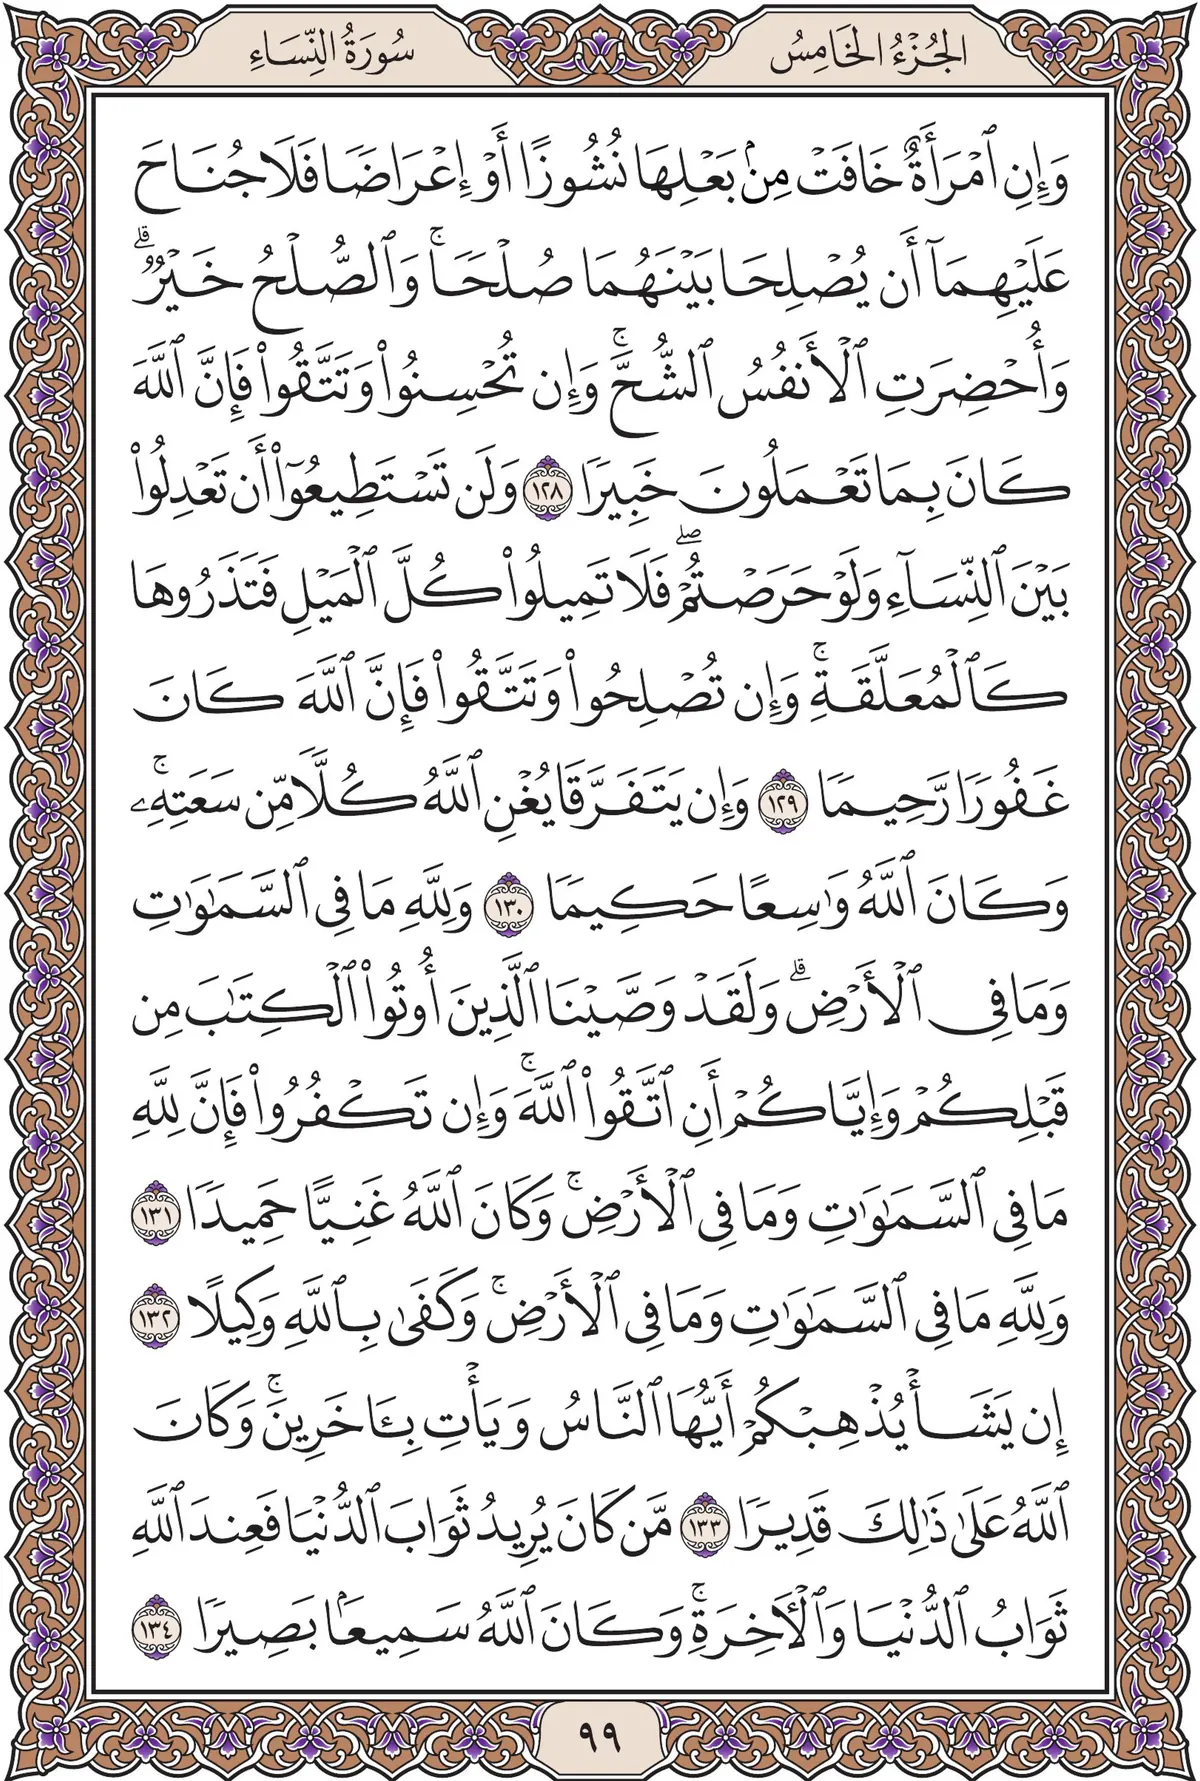 الجُزْءُ الخَامِسُ
سُورَةُ النِّسَاءِ
وَإِنِ ٱمْرَأَةٌ خَافَتْ مِنۢ بَعْلِهَا نُشُوزًا أَوْ إِعْرَاضًا فَلَا جُنَاحَ
عَلَيْهِمَآ أَن يُصْلِحَا بَيْنَهُمَا صُلْحًا ۚ وَٱلصُّلْحُ خَيْرٌ ۗ
وَأُحْضِرَتِ ٱلْأَنفُسُ ٱلشُّحَّ ۚ وَإِن تُحْسِنُوا۟ وَتَتَّقُوا۟ فَإِنَّ ٱللَّهَ
كَانَ بِمَا تَعْمَلُونَ خَبِيرًا ١٢٨ وَلَن تَسْتَطِيعُوٓا۟ أَن تَعْدِلُوا۟
بَيْنَ ٱلنِّسَآءِ وَلَوْ حَرَصْتُمْ ۖ فَلَا تَمِيلُوا۟ كُلَّ ٱلْمَيْلِ فَتَذَرُوهَا
كَٱلْمُعَلَّقَةِ ۚ وَإِن تُصْلِحُوا۟ وَتَتَّقُوا۟ فَإِنَّ ٱللَّهَ كَانَ
غَفُورًا رَّحِيمًا ١٢٩ وَإِن يَتَفَرَّقَا يُغْنِ ٱللَّهُ كُلًّا مِّن سَعَتِهِۦ ۚ
وَكَانَ ٱللَّهُ وَٰسِعًا حَكِيمًا ١٣٠ وَلِلَّهِ مَا فِى ٱلسَّمَٰوَٰتِ
وَمَا فِى ٱلْأَرْضِ ۗ وَلَقَدْ وَصَّيْنَا ٱلَّذِينَ أُوتُوا۟ ٱلْكِتَٰبَ مِن
قَبْلِكُمْ وَإِيَّاكُمْ أَنِ ٱتَّقُوا۟ ٱللَّهَ ۚ وَإِن تَكْفُرُوا۟ فَإِنَّ لِلَّهِ
مَا فِى ٱلسَّمَٰوَٰتِ وَمَا فِى ٱلْأَرْضِ ۚ وَكَانَ ٱللَّهُ غَنِيًّا حَمِيدًا ١٣١
وَلِلَّهِ مَا فِى ٱلسَّمَٰوَٰتِ وَمَا فِى ٱلْأَرْضِ ۚ وَكَفَىٰ بِٱللَّهِ وَكِيلًا ١٣٢
إِن يَشَأْ يُذْهِبْكُمْ أَيُّهَا ٱلنَّاسُ وَيَأْتِ بِـَٔاخَرِينَ ۚ وَكَانَ
ٱللَّهُ عَلَىٰ ذَٰلِكَ قَدِيرًا ١٣٣ مَّن كَانَ يُرِيدُ ثَوَابَ ٱلدُّنْيَا فَعِندَ ٱللَّهِ
ثَوَابُ ٱلدُّنْيَا وَٱلْـَٔاخِرَةِ ۚ وَكَانَ ٱللَّهُ سَمِيعًۢا بَصِيرًا ١٣٤
٩٩